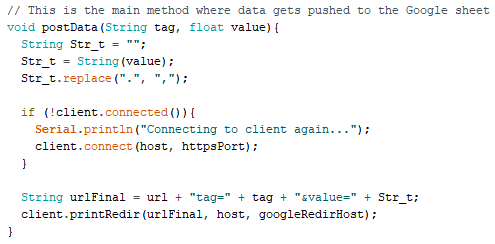 // This is the main method where data gets pushed to the Google sheet
void postData(String tag, float value){
  String Str_t = "";
  Str_t = String(value);
  Str_t.replace(".", ",");

  if (!client.connected()){
    Serial.println("Connecting to client again...");
    client.connect(host, httpsPort);
  }

  String urlFinal = url + "tag=" + tag + "&value=" + Str_t;
  client.printRedir(urlFinal, host, googleRedirHost);
}